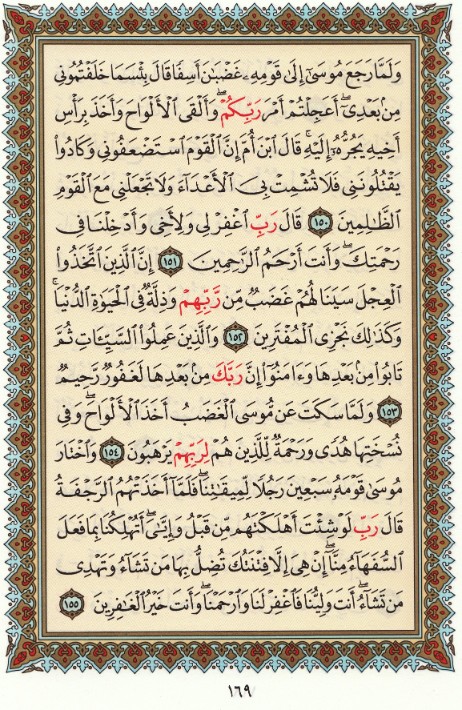 وَلَمَّا رَجَعَ مُوسَىٰٓ إِلَىٰ قَوْمِهِۦ غَضْبَٰنَ أَسِفًا قَالَ بِئْسَمَا خَلَفْتُمُونِى
مِنۢ بَعْدِىٓ ۖ أَعَجِلْتُمْ أَمْرَ رَبِّكُمْ ۖ وَأَلْقَى ٱلْأَلْوَاحَ وَأَخَذَ بِرَأْسِ
أَخِيهِ يَجُرُّهُۥٓ إِلَيْهِ ۚ قَالَ ٱبْنَ أُمَّ إِنَّ ٱلْقَوْمَ ٱسْتَضْعَفُونِى وَكَادُوا۟
يَقْتُلُونَنِى فَلَا تُشْمِتْ بِىَ ٱلْأَعْدَآءَ وَلَا تَجْعَلْنِى مَعَ ٱلْقَوْمِ
ٱلظَّٰلِمِينَ ١٥٠ قَالَ رَبِّ ٱغْفِرْ لِى وَلِأَخِى وَأَدْخِلْنَا فِى
رَحْمَتِكَ ۖ وَأَنتَ أَرْحَمُ ٱلرَّٰحِمِينَ ١٥١ إِنَّ ٱلَّذِينَ ٱتَّخَذُوا۟
ٱلْعِجْلَ سَيَنَالُهُمْ غَضَبٌ مِّن رَّبِّهِمْ وَذِلَّةٌ فِى ٱلْحَيَوٰةِ ٱلدُّنْيَا ۚ
وَكَذَٰلِكَ نَجْزِى ٱلْمُفْتَرِينَ ١٥٢ وَٱلَّذِينَ عَمِلُوا۟ ٱلسَّيِّـَٔاتِ ثُمَّ
تَابُوا۟ مِنۢ بَعْدِهَا وَءَامَنُوٓا۟ إِنَّ رَبَّكَ مِنۢ بَعْدِهَا لَغَفُورٌ رَّحِيمٌ
١٥٣ وَلَمَّا سَكَتَ عَن مُّوسَى ٱلْغَضَبُ أَخَذَ ٱلْأَلْوَاحَ ۖ وَفِى
نُسْخَتِهَا هُدًى وَرَحْمَةٌ لِّلَّذِينَ هُمْ لِرَبِّهِمْ يَرْهَبُونَ ١٥٤ وَٱخْتَارَ
مُوسَىٰ قَوْمَهُۥ سَبْعِينَ رَجُلًا لِّمِيقَٰتِنَا ۖ فَلَمَّآ أَخَذَتْهُمُ ٱلرَّجْفَةُ
قَالَ رَبِّ لَوْ شِئْتَ أَهْلَكْتَهُم مِّن قَبْلُ وَإِيَّٰىَ ۖ أَتُهْلِكُنَا بِمَا فَعَلَ
ٱلسُّفَهَآءُ مِنَّآ ۖ إِنْ هِىَ إِلَّا فِتْنَتُكَ تُضِلُّ بِهَا مَن تَشَآءُ وَتَهْدِى
مَن تَشَآءُ ۖ أَنتَ وَلِيُّنَا فَٱغْفِرْ لَنَا وَٱرْحَمْنَا ۖ وَأَنتَ خَيْرُ ٱلْغَٰفِرِينَ ١٥٥
١٦٩